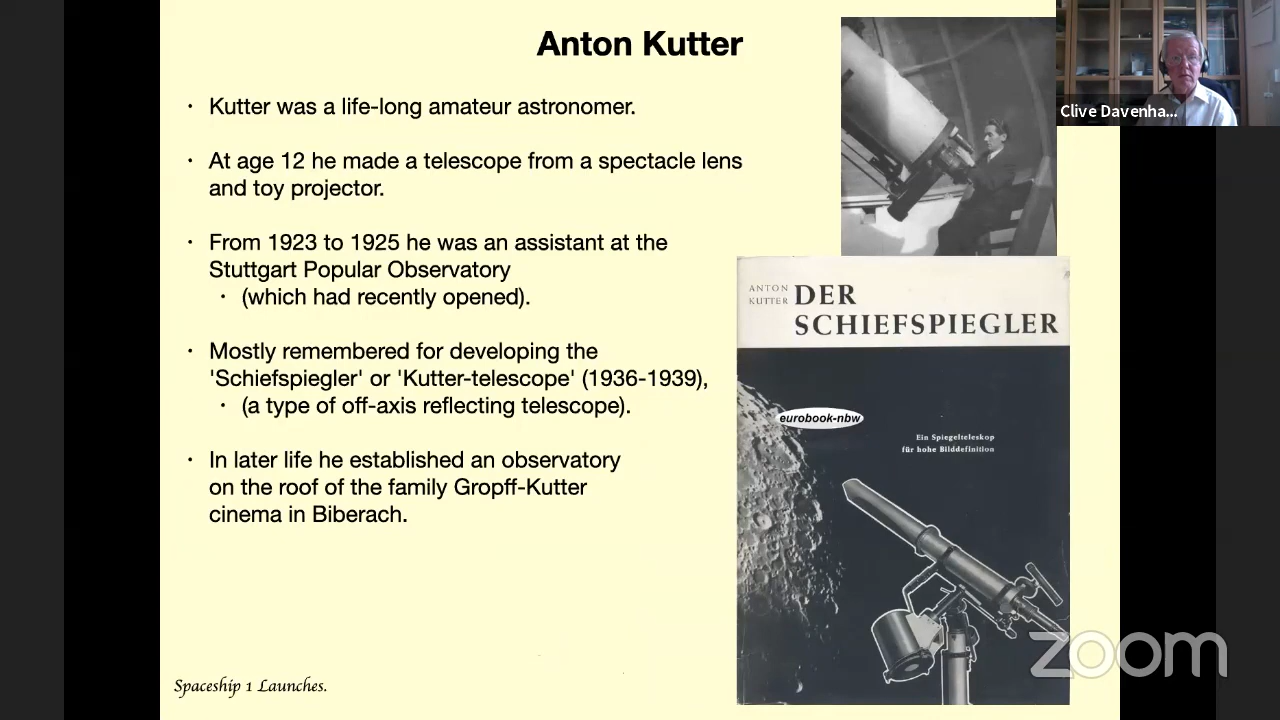 Anton Kutter
Clive Davenha...
• Kutter was a life-long amateur astronomer.
• At age 12 he made a telescope from a spectacle lens
and toy projector.
• From 1923 to 1925 he was an assistant at the
Stuttgart Popular Observatory
• (which had recently opened).
• Mostly remembered for developing the
'Schiefspiegler' or 'Kutter-telescope' (1936-1939),
• (a type of off-axis reflecting telescope).
• In later life he established an observatory
on the roof of the family Gropff-Kutter
cinema in Biberach.
ANTON
KUTTER
DER
SCHIEFSPIEGLER
eurobook-nbw
Ein Spiegelteleskop
für hohe Bilddefinition
Spaceship 1 Launches.
zoom